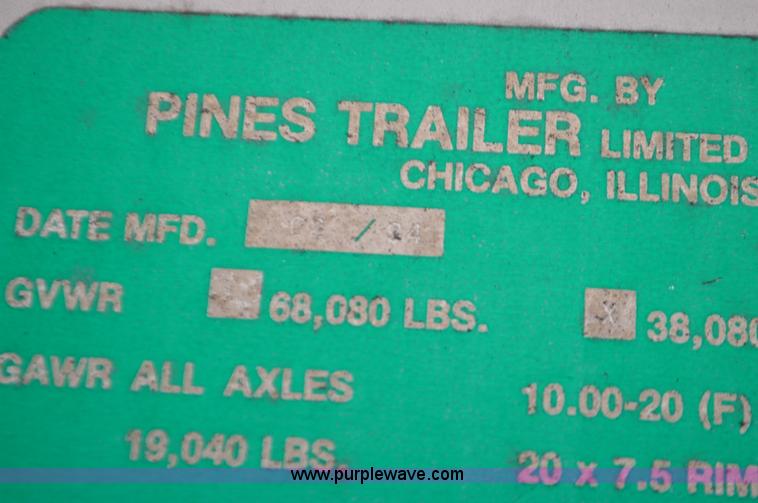 MFG. BY
PINES TRAILER LIMITED
CHICAGO, ILLINOIS
DATE MFD. /
GVWR 68,080 LBS. X 38,080
GAWR ALL AXLES 10.00-20 (F)
19,040 LBS. 20 x 7.5 RIM
www.purplewave.com